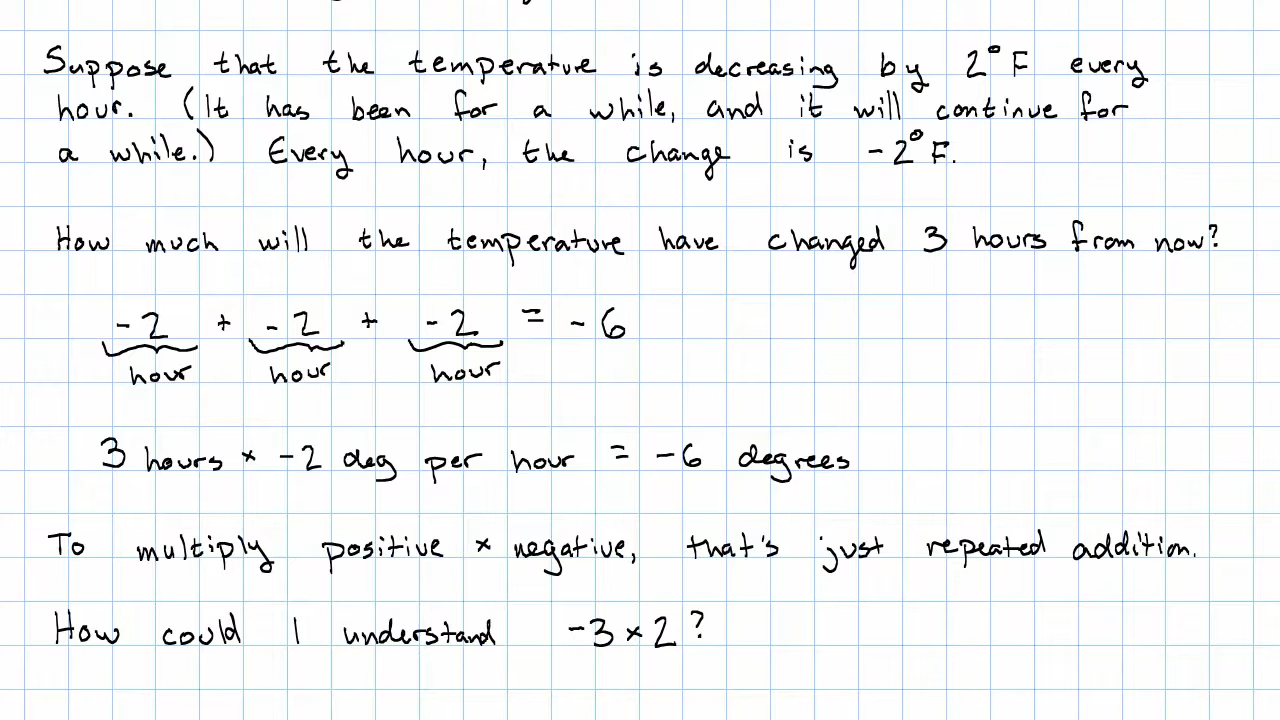 Suppose that the temperature is decreasing by 2°F every
hour. (It has been for a while, and it will continue for
a while.) Every hour, the change is -2°F.
How much will the temperature have changed 3 hours from now?
-2 + -2 + -2 = -6
hour hour hour
3 hours × -2 deg per hour = -6 degrees
To multiply positive × negative, that's just repeated addition.
How could I understand -3 × 2?